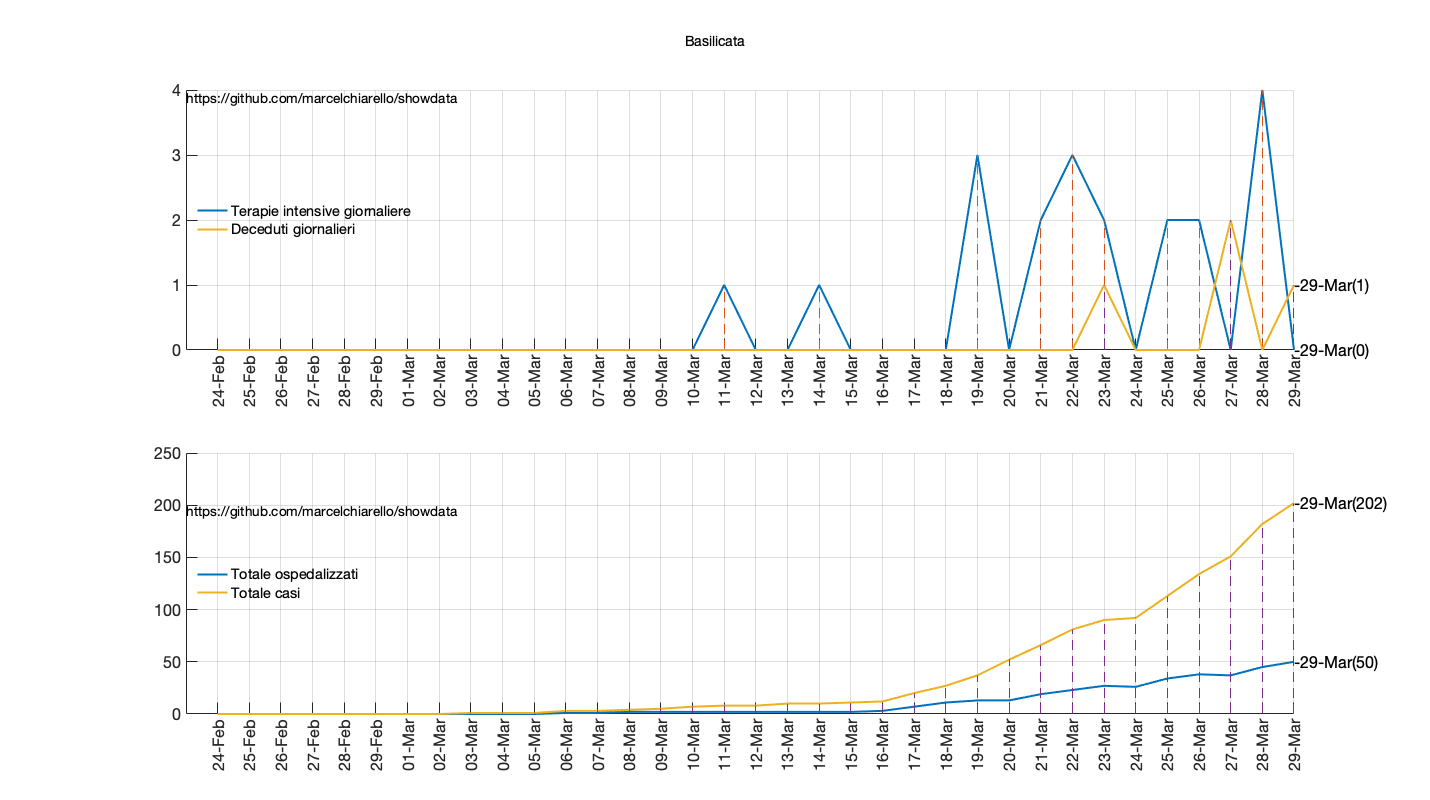 Basilicata
4
https://github.com/marcelchiarello/showdata
3
Terapie intensive giornaliere
2
Deceduti giornalieri
1
-29-Mar(1)
0
-29-Mar(0)
24-Feb
25-Feb
26-Feb
27-Feb
28-Feb
29-Feb
01-Mar
02-Mar
03-Mar
04-Mar
05-Mar
06-Mar
07-Mar
08-Mar
09-Mar
10-Mar
11-Mar
12-Mar
13-Mar
14-Mar
15-Mar
16-Mar
17-Mar
18-Mar
19-Mar
20-Mar
21-Mar
22-Mar
23-Mar
24-Mar
25-Mar
26-Mar
27-Mar
28-Mar
29-Mar
250
200
-29-Mar(202)
https://github.com/marcelchiarello/showdata
150
Totale ospedalizzati
Totale casi
100
50
-29-Mar(50)
0
24-Feb
25-Feb
26-Feb
27-Feb
28-Feb
29-Feb
01-Mar
02-Mar
03-Mar
04-Mar
05-Mar
06-Mar
07-Mar
08-Mar
09-Mar
10-Mar
11-Mar
12-Mar
13-Mar
14-Mar
15-Mar
16-Mar
17-Mar
18-Mar
19-Mar
20-Mar
21-Mar
22-Mar
23-Mar
24-Mar
25-Mar
26-Mar
27-Mar
28-Mar
29-Mar